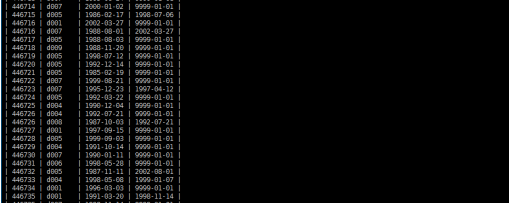 | 446714 | d007 | 2000-01-02 | 9999-01-01 |
| 446715 | d005 | 1986-02-17 | 1998-07-06 |
| 446716 | d001 | 2002-03-27 | 9999-01-01 |
| 446716 | d007 | 1988-08-01 | 2002-03-27 |
| 446717 | d005 | 1988-08-03 | 9999-01-01 |
| 446718 | d009 | 1988-11-20 | 9999-01-01 |
| 446719 | d005 | 1998-07-12 | 9999-01-01 |
| 446720 | d005 | 1992-12-14 | 9999-01-01 |
| 446721 | d005 | 1985-02-19 | 9999-01-01 |
| 446722 | d007 | 1999-08-21 | 9999-01-01 |
| 446723 | d007 | 1995-12-23 | 1997-04-12 |
| 446724 | d005 | 1992-03-22 | 9999-01-01 |
| 446725 | d004 | 1990-12-04 | 9999-01-01 |
| 446726 | d004 | 1992-07-21 | 9999-01-01 |
| 446726 | d008 | 1987-10-03 | 1992-07-21 |
| 446727 | d001 | 1997-09-15 | 9999-01-01 |
| 446728 | d005 | 1999-09-03 | 9999-01-01 |
| 446729 | d004 | 1991-10-14 | 9999-01-01 |
| 446730 | d007 | 1990-01-11 | 9999-01-01 |
| 446731 | d006 | 1998-05-28 | 9999-01-01 |
| 446732 | d005 | 1987-11-11 | 2002-08-01 |
| 446733 | d004 | 1998-05-08 | 1999-01-07 |
| 446734 | d001 | 1996-03-03 | 9999-01-01 |
| 446735 | d001 | 1991-03-20 | 1998-11-14 |